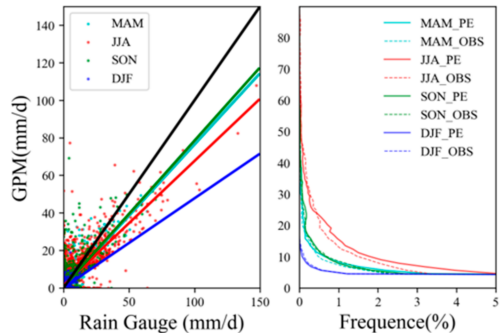 MAM
JJA
SON
DJF
GPM(mm/d)
140
120
100
80
60
40
20
0
0 50 100 150
Rain Gauge (mm/d)
MAM_PE
MAM_OBS
JJA_PE
JJA_OBS
SON_PE
SON_OBS
DJF_PE
DJF_OBS
80
70
60
50
40
30
20
10
0
0 1 2 3 4 5
Frequence(%)